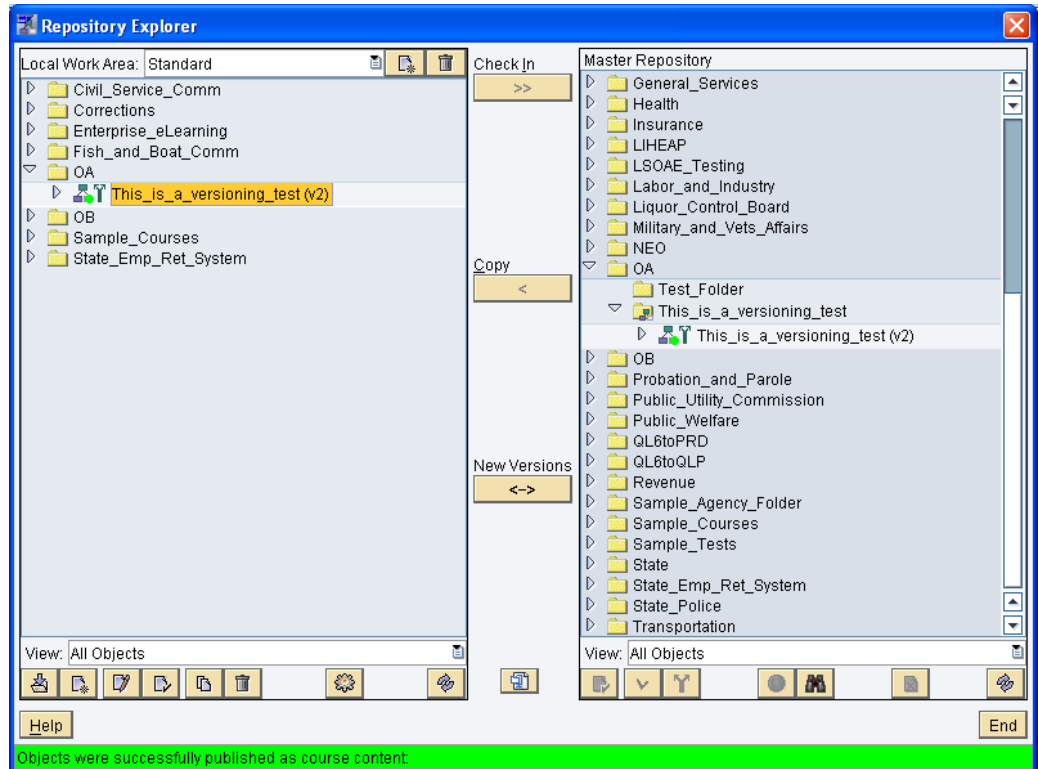 Repository Explorer
Local Work Area: Standard
Civil_Service_Comm
Corrections
Enterprise_eLearning
Fish_and_Boat_Comm
OA
This_is_a_versioning_test (v2)
OB
Sample_Courses
State_Emp_Ret_System
View: All Objects
Check In
>>
Copy
<
New Versions
<->
Master Repository
General_Services
Health
Insurance
LIHEAP
LSOAE_Testing
Labor_and_Industry
Liquor_Control_Board
Military_and_Vets_Affairs
NEO
OA
Test_Folder
This_is_a_versioning_test
This_is_a_versioning_test (v2)
OB
Probation_and_Parole
Public_Utility_Commission
Public_Welfare
QL6toPRD
QL6toQLP
Revenue
Sample_Agency_Folder
Sample_Courses
Sample_Tests
State
State_Emp_Ret_System
State_Police
Transportation
View: All Objects
Help
End
Objects were successfully published as course content: